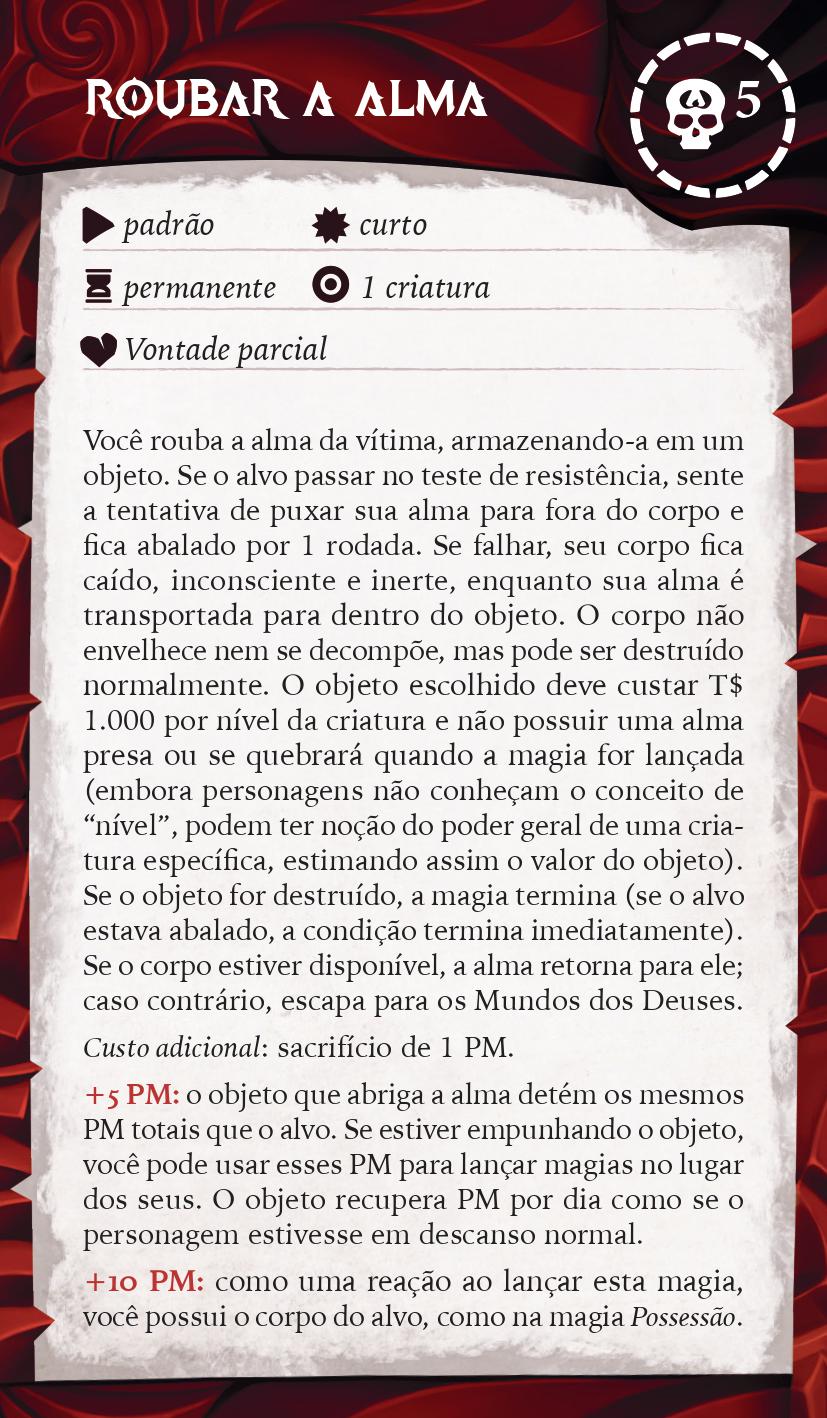 ROUBAR A ALMA
5
padrão curto
permanente 1 criatura
Vontade parcial
Você rouba a alma da vítima, armazenando-a em um
objeto. Se o alvo passar no teste de resistência, sente
a tentativa de puxar sua alma para fora do corpo e
fica abalado por 1 rodada. Se falhar, seu corpo fica
caído, inconsciente e inerte, enquanto sua alma é
transportada para dentro do objeto. O corpo não
envelhece nem se decompõe, mas pode ser destruído
normalmente. O objeto escolhido deve custar T$
1.000 por nível da criatura e não possuir uma alma
presa ou se quebrará quando a magia for lançada
(embora personagens não conheçam o conceito de
“nível”, podem ter noção do poder geral de uma cria-
tura específica, estimando assim o valor do objeto).
Se o objeto for destruído, a magia termina (se o alvo
estava abalado, a condição termina imediatamente).
Se o corpo estiver disponível, a alma retorna para ele;
caso contrário, escapa para os Mundos dos Deuses.
Custo adicional: sacrifício de 1 PM.
+5 PM: o objeto que abriga a alma detém os mesmos
PM totais que o alvo. Se estiver empunhando o objeto,
você pode usar esses PM para lançar magias no lugar
dos seus. O objeto recupera PM por dia como se o
personagem estivesse em descanso normal.
+10 PM: como uma reação ao lançar esta magia,
você possui o corpo do alvo, como na magia Possessão.